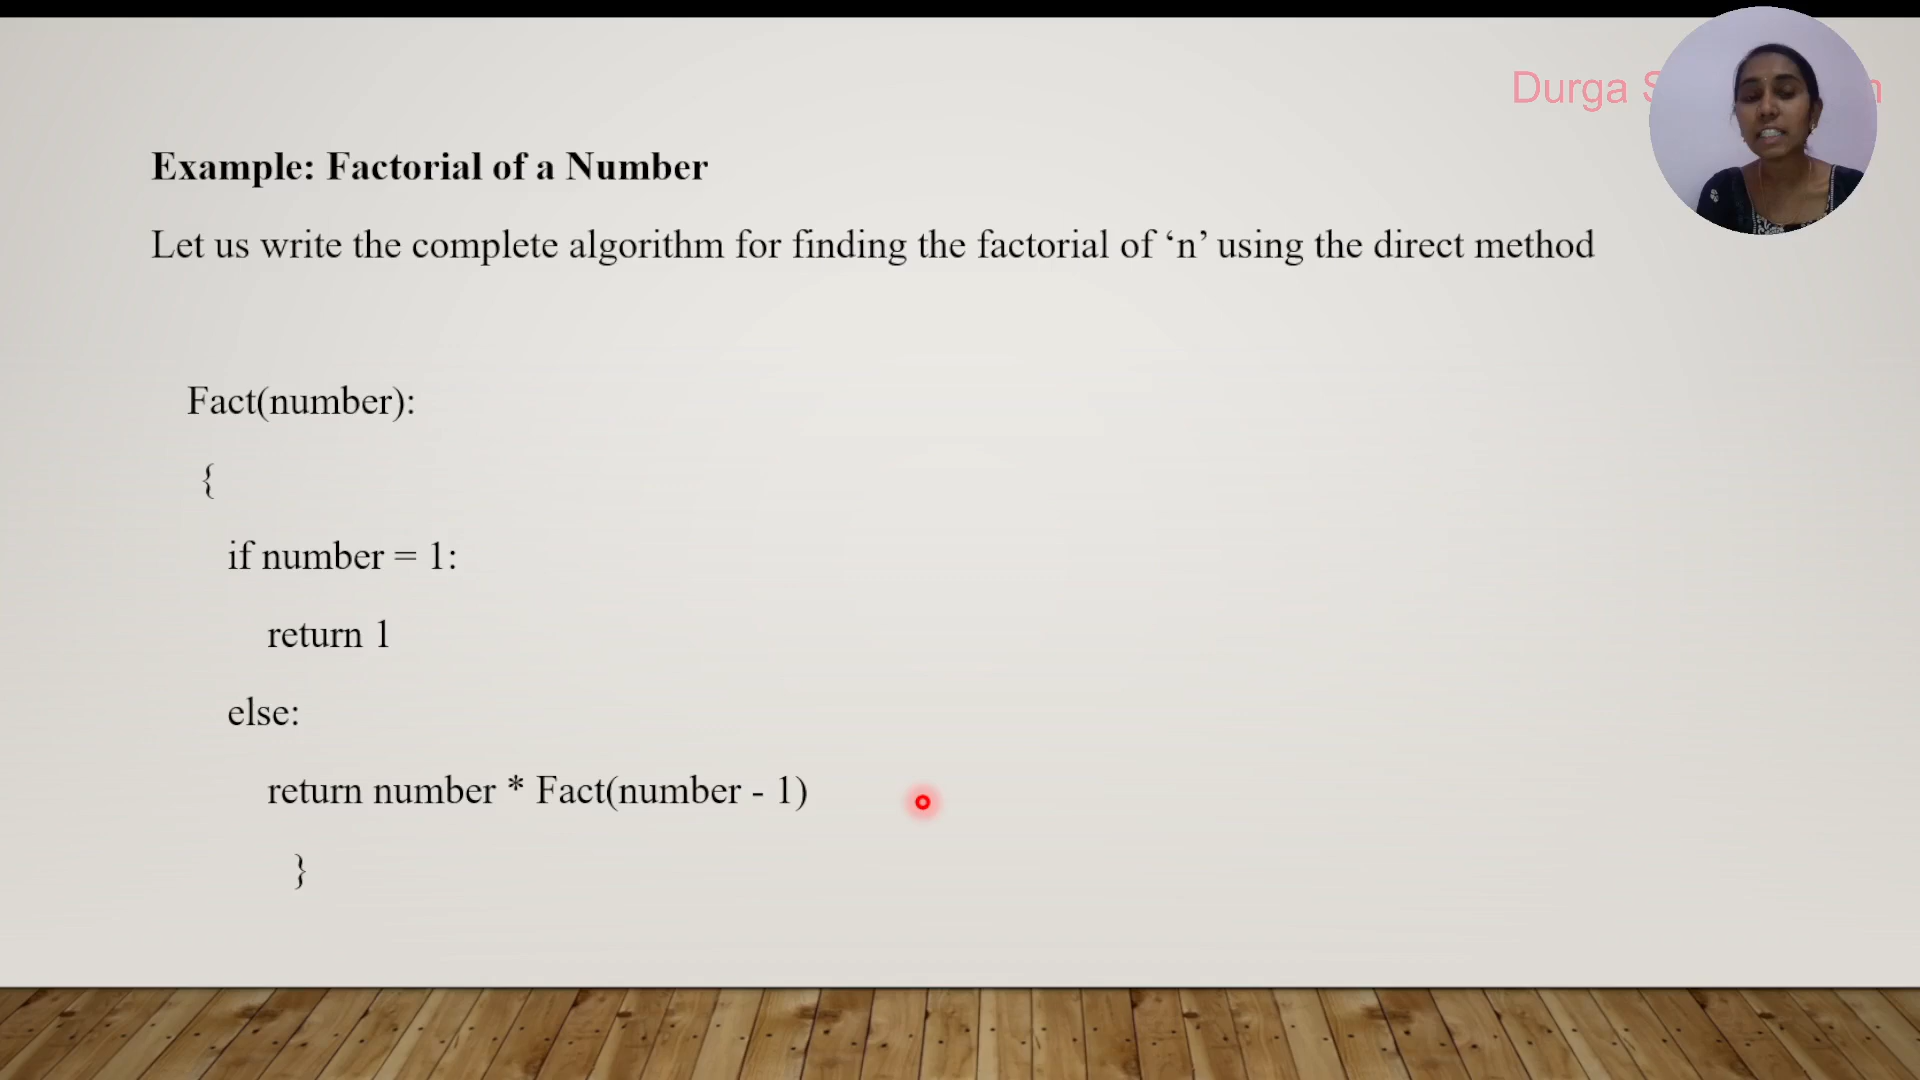 Durga
Example: Factorial of a Number
Let us write the complete algorithm for finding the factorial of ‘n’ using the direct method
Fact(number):
{
if number = 1:
return 1
else:
return number * Fact(number - 1)
}